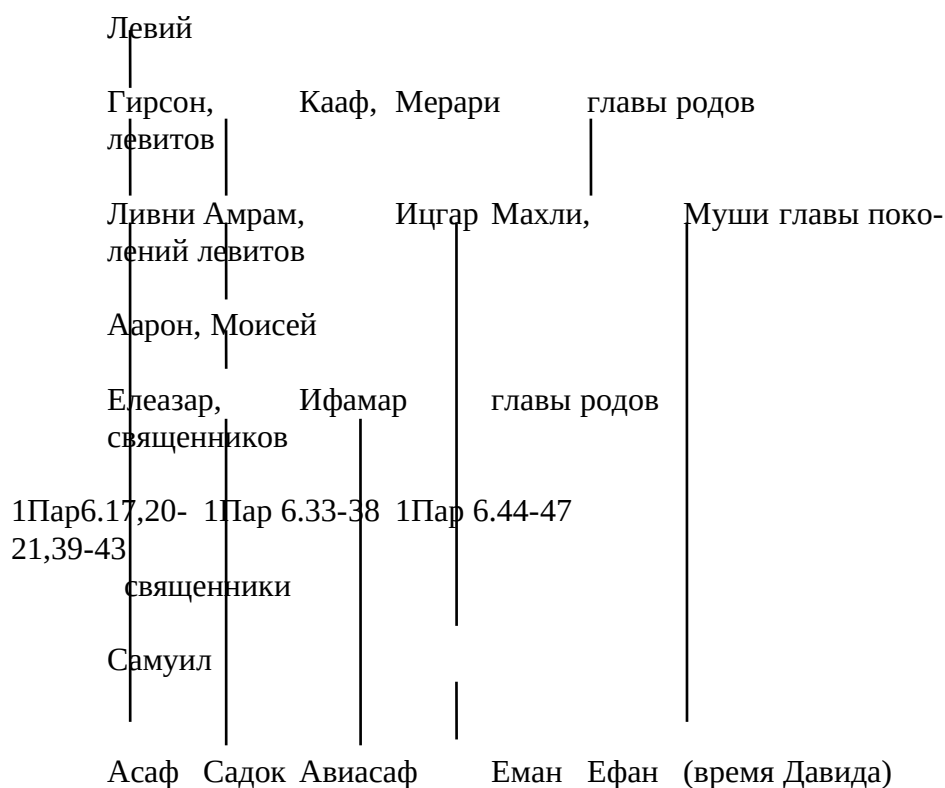 Левий
Гирсон, Кааф, Мерари главы родов
левитов
Ливни Амрам, Ицгар Махли, Муши главы поко-
лений левитов
Аарон, Моисей
Елеазар, Ифамар главы родов
священников
1Пар6.17,20- 1Пар 6.33-38 1Пар 6.44-47
21,39-43
священники
Самуил
Асаф Садок Авиасаф Еман Ефан (время Давида)